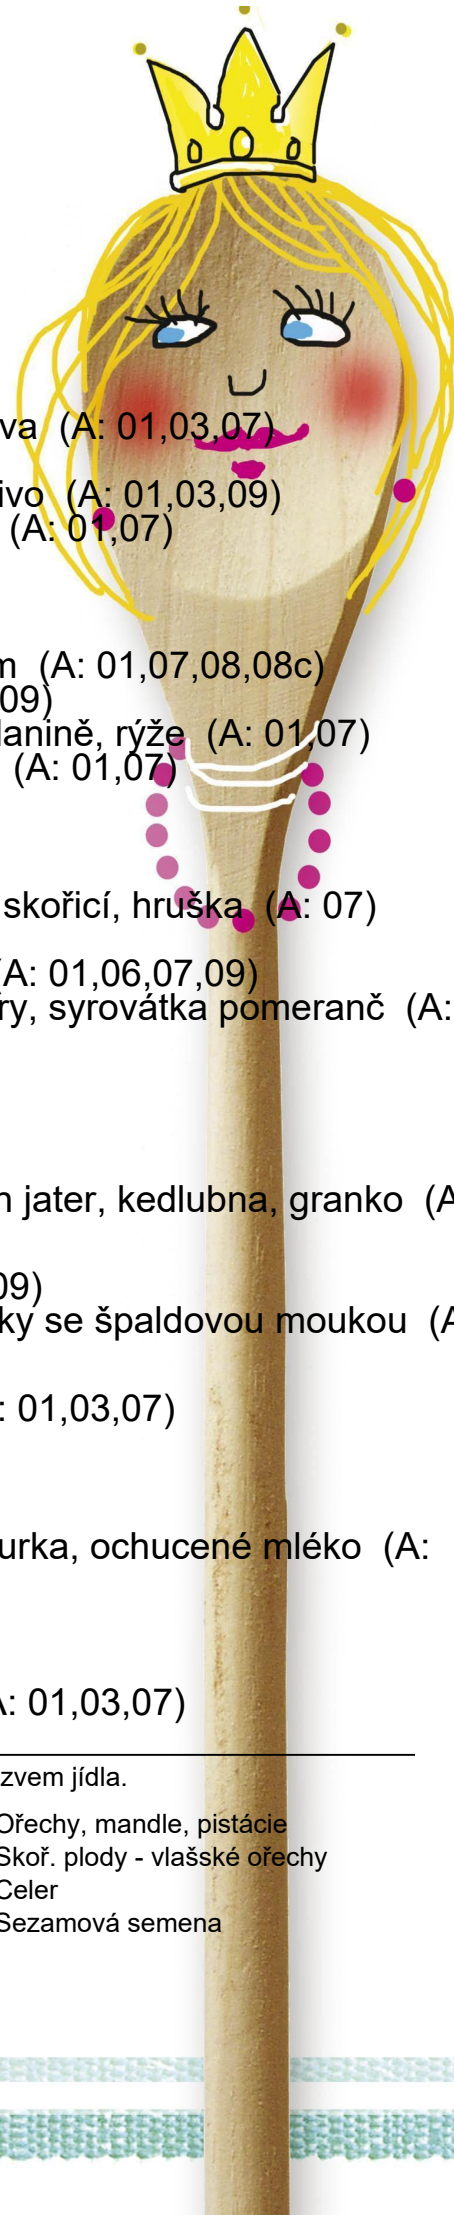 va (A: 01,03,07)
ivo (A: 01,03,09)
(A: 01,07)
m (A: 01,07,08,08c)
09)
lanině, rýže (A: 01,07)
(A: 01,07)
skořicí, hruška (A: 07)
(A: 01,06,07,09)
ry, syrovátka pomeranč (A:
h jater, kedlubna, granko (A
09)
ky se špaldovou moukou (A
: 01,03,07)
urka, ochucené mléko (A:
A: 01,03,07)
zvem jídla.
Ořechy, mandle, pistácie
Skoř. plody - vlašské ořechy
Celer
Sezamová semena